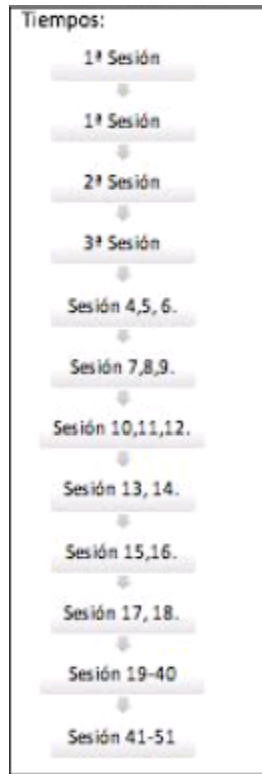 Tiempos:
1ª Sesión
1ª Sesión
2ª Sesión
3ª Sesión
Sesión 4,5, 6.
Sesión 7,8,9.
Sesión 10,11,12.
Sesión 13, 14.
Sesión 15,16.
Sesión 17, 18.
Sesión 19-40
Sesión 41-51